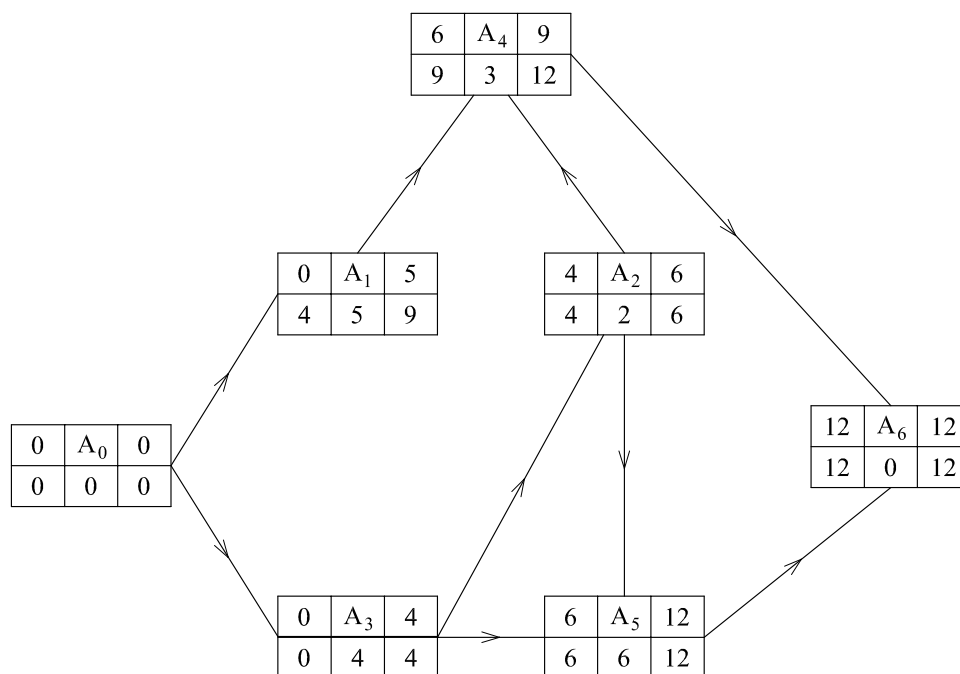 6 A₄ 9
9 3 12
0 A₁ 5
4 5 9
4 A₂ 6
4 2 6
0 A₀ 0
0 0 0
12 A₆ 12
12 0 12
0 A₃ 4
0 4 4
6 A₅ 12
6 6 12